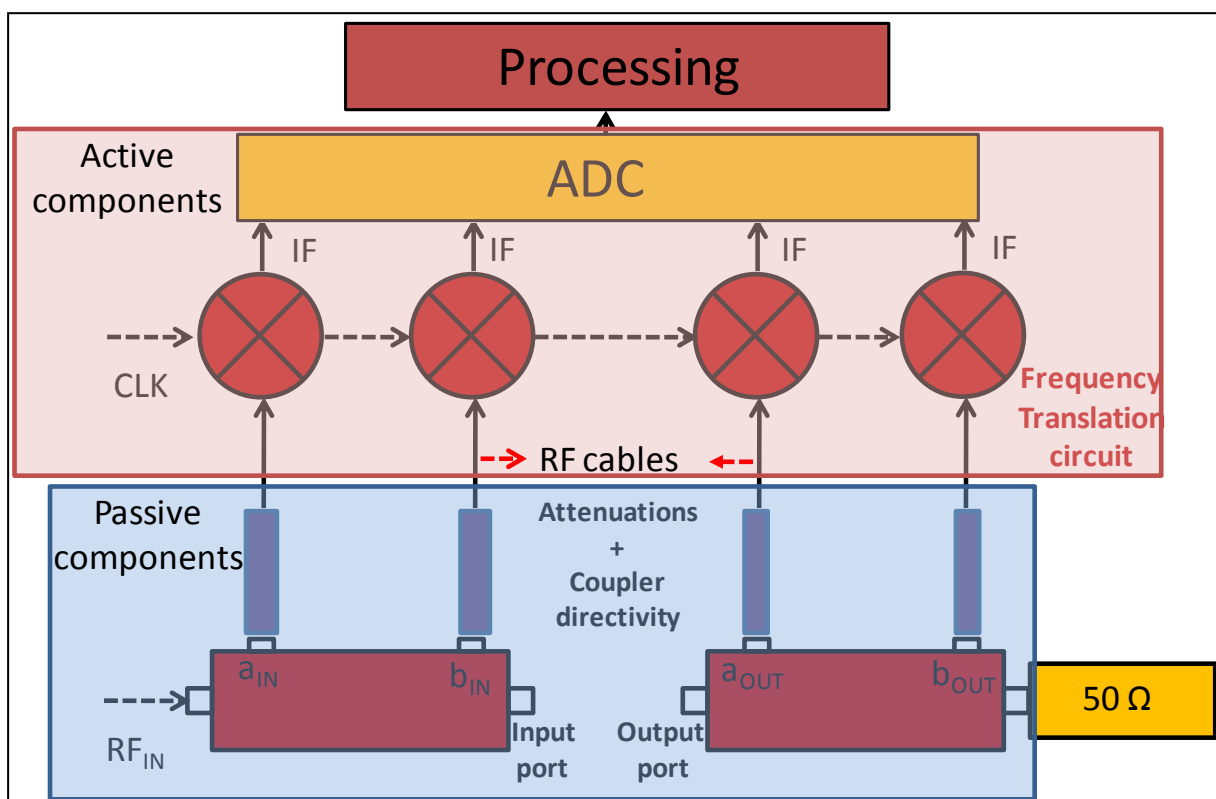 Processing
Active
components
ADC
IF
IF
IF
IF
CLK
Frequency
Translation
circuit
RF cables
Passive
components
Attenuations
+
Coupler
directivity
aIN
bIN
aOUT
bOUT
50 Ω
RFIN
Input
port
Output
port